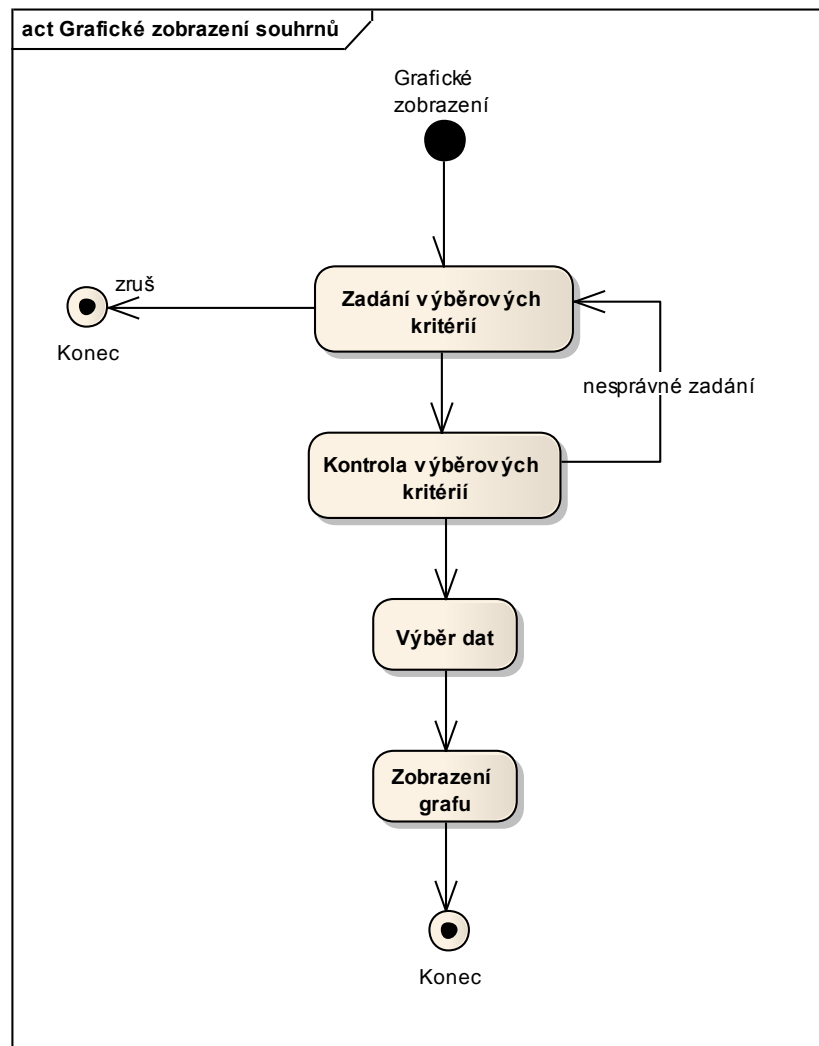 act Grafické zobrazení souhrnů
Grafické
zobrazení
zruš
Konec
Zadání výběrových
kritérií
nesprávné zadání
Kontrola výběrových
kritérií
Výběr dat
Zobrazení
grafu
Konec